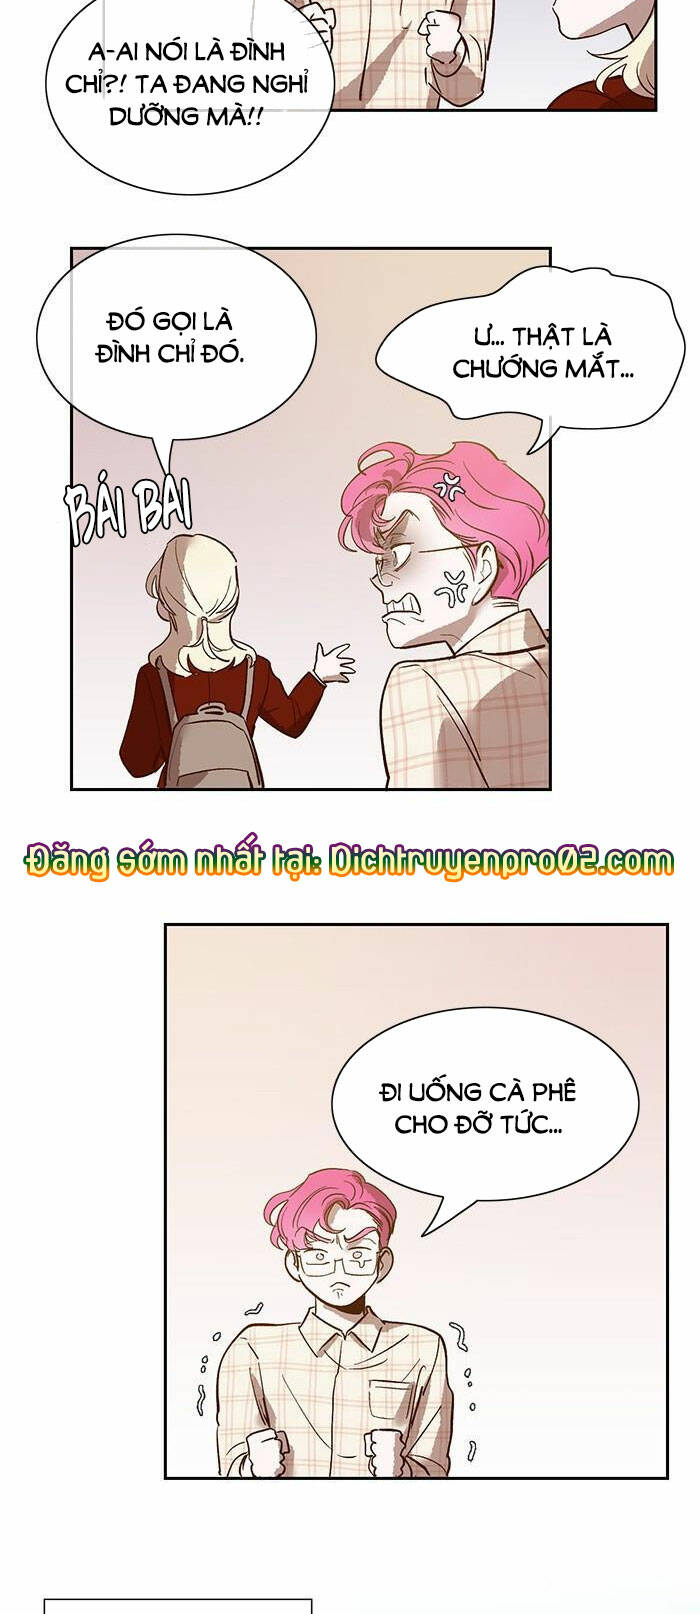 A-AI NÓI LÀ ĐÌNH
CHỈ?! TA ĐANG NGHỈ
DƯỠNG MÀ!!
ĐÓ GỌI LÀ
ĐÌNH CHỈ ĐÓ.
Ư... THẬT LÀ
CHƯỚNG MẮT...
BÁI BAI
Đăng sớm nhất tại: Dichtruyenpro02.com
ĐI UỐNG CÀ PHÊ
CHO ĐỠ TỨC...